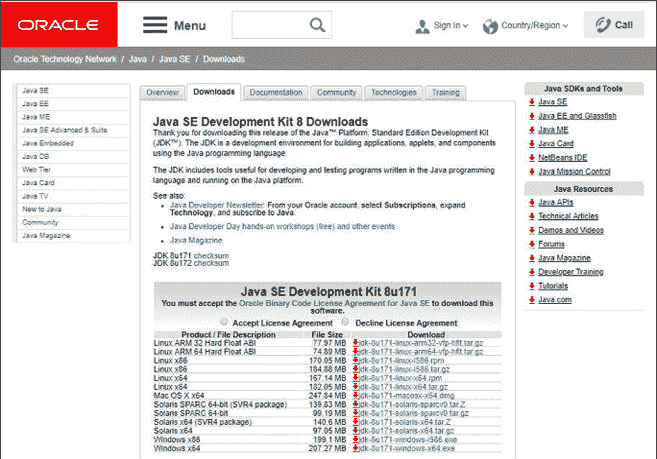 ORACLE
Menu
Sign In
Country/Region
Call
Oracle Technology Network / Java / Java SE / Downloads
Java SE
Java EE
Java ME
Java SE Advanced & Suite
Java Embedded
Java DB
Web Tier
Java Card
Java TV
New to Java
Community
Java Magazine
Overview
Downloads
Documentation
Community
Technologies
Training
Java SE Development Kit 8 Downloads
Thank you for downloading this release of the Java™ Platform, Standard Edition Development Kit
(JDK™). The JDK is a development environment for building applications, applets, and components
using the Java programming language.
The JDK includes tools useful for developing and testing programs written in the Java programming
language and running on the Java platform.
See also:
• Java Developer Newsletter: From your Oracle account, select Subscriptions, expand
Technology, and subscribe to Java.
• Java Developer Day hands-on workshops (free) and other events
• Java Magazine
JDK 8u171 checksum
JDK 8u172 checksum
Java SE Development Kit 8u171
You must accept the Oracle Binary Code License Agreement for Java SE to download this
software.
Accept License Agreement Decline License Agreement
Product / File Description File Size Download
Linux ARM 32 Hard Float ABI 77.97 MB jdk-8u171-linux-arm32-vfp-hflt.tar.gz
Linux ARM 64 Hard Float ABI 74.89 MB jdk-8u171-linux-arm64-vfp-hflt.tar.gz
Linux x86 170.05 MB jdk-8u171-linux-i586.rpm
Linux x86 184.88 MB jdk-8u171-linux-i586.tar.gz
Linux x64 167.14 MB jdk-8u171-linux-x64.rpm
Linux x64 182.05 MB jdk-8u171-linux-x64.tar.gz
Mac OS X x64 247.84 MB jdk-8u171-macosx-x64.dmg
Solaris SPARC 64-bit (SVR4 package) 139.83 MB jdk-8u171-solaris-sparcv9.tar.Z
Solaris SPARC 64-bit 99.19 MB jdk-8u171-solaris-sparcv9.tar.gz
Solaris x64 (SVR4 package) 140.6 MB jdk-8u171-solaris-x64.tar.Z
Solaris x64 97.05 MB jdk-8u171-solaris-x64.tar.gz
Windows x86 199.1 MB jdk-8u171-windows-i586.exe
Windows x64 207.27 MB jdk-8u171-windows-x64.exe
Java SDKs and Tools
Java SE
Java EE and Glassfish
Java ME
Java Card
NetBeans IDE
Java Mission Control
Java Resources
Java APIs
Technical Articles
Demos and Videos
Forums
Java Magazine
Developer Training
Tutorials
Java.com